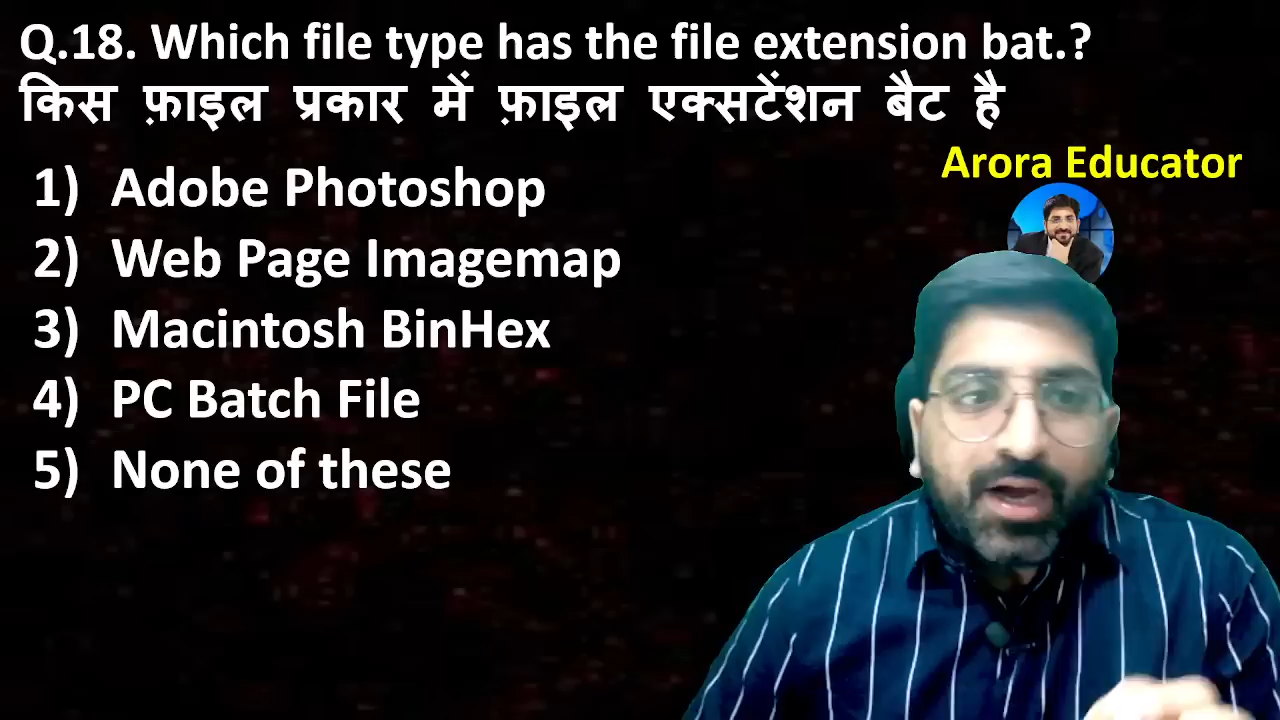 Q.18. Which file type has the file extension bat.?
किस फ़ाइल प्रकार में फ़ाइल एक्सटेंशन बैट है
Arora Educator
1) Adobe Photoshop
2) Web Page Imagemap
3) Macintosh BinHex
4) PC Batch File
5) None of these